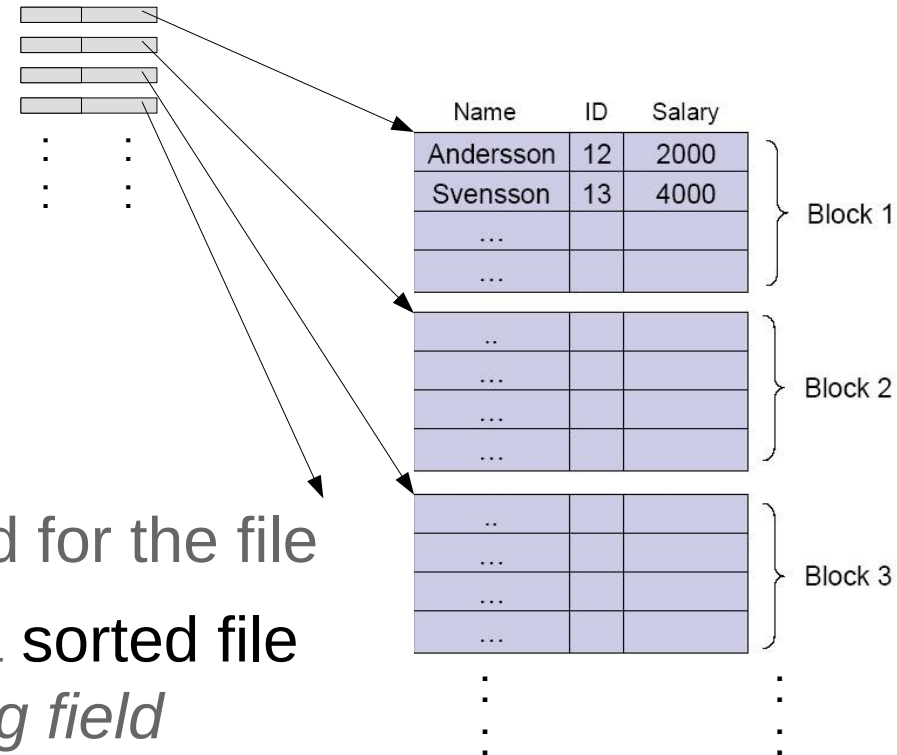 Name ID Salary
Andersson 12 2000
Svensson 13 4000
...
...
Block 1
..
...
...
...
Block 2
..
...
...
...
Block 3
for the file
sorted file
field